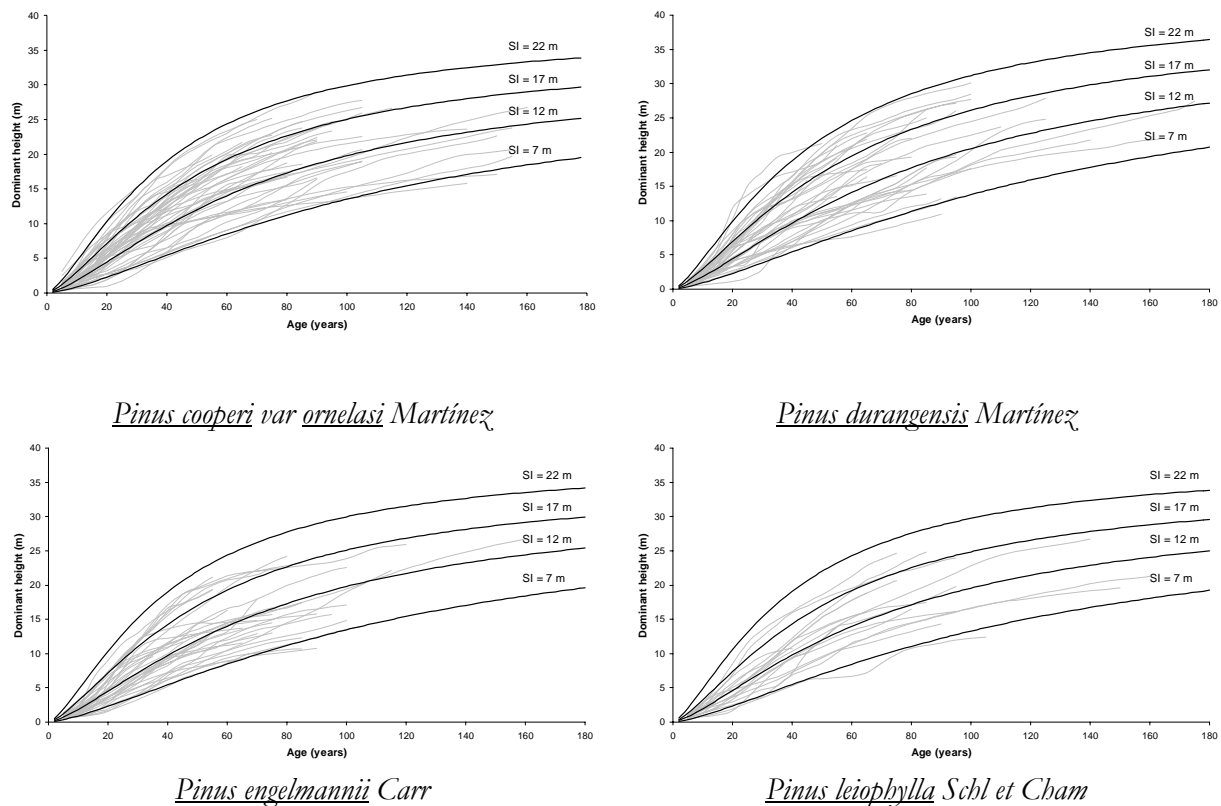 40
35
30
25
20
15
10
5
0
Dominant height (m)
SI = 22 m
SI = 17 m
SI = 12 m
SI = 7 m
0 20 40 60 80 100 120 140 160 180
Age (years)
Pinus cooperi var ornelasi Martínez
40
35
30
25
20
15
10
5
0
Dominant height (m)
SI = 22 m
SI = 17 m
SI = 12 m
SI = 7 m
0 20 40 60 80 100 120 140 160 180
Age (years)
Pinus durangensis Martínez
40
35
30
25
20
15
10
5
0
Dominant height (m)
SI = 22 m
SI = 17 m
SI = 12 m
SI = 7 m
0 20 40 60 80 100 120 140 160 180
Age (years)
Pinus engelmannii Carr
40
35
30
25
20
15
10
5
0
Dominant height (m)
SI = 22 m
SI = 17 m
SI = 12 m
SI = 7 m
0 20 40 60 80 100 120 140 160 180
Age (years)
Pinus leiophylla Schl et Cham